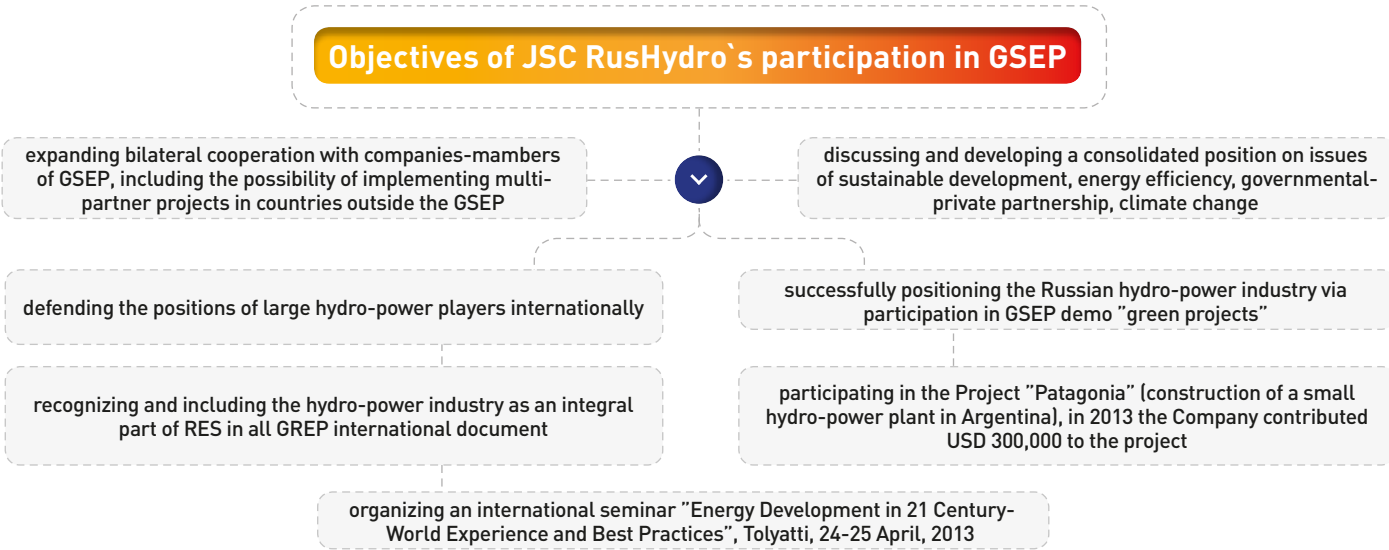 Objectives of JSC RusHydro`s participation in GSEP
expanding bilateral cooperation with companies-mambers
of GSEP, including the possibility of implementing multi-
partner projects in countries outside the GSEP
discussing and developing a consolidated position on issues
of sustainable development, energy efficiency, governmental-
private partnership, climate change
defending the positions of large hydro-power players internationally
successfully positioning the Russian hydro-power industry via
participation in GSEP demo ”green projects”
recognizing and including the hydro-power industry as an integral
part of RES in all GREP international document
participating in the Project ”Patagonia” (construction of a small
hydro-power plant in Argentina), in 2013 the Company contributed
USD 300,000 to the project
organizing an international seminar ”Energy Development in 21 Century-
World Experience and Best Practices”, Tolyatti, 24-25 April, 2013